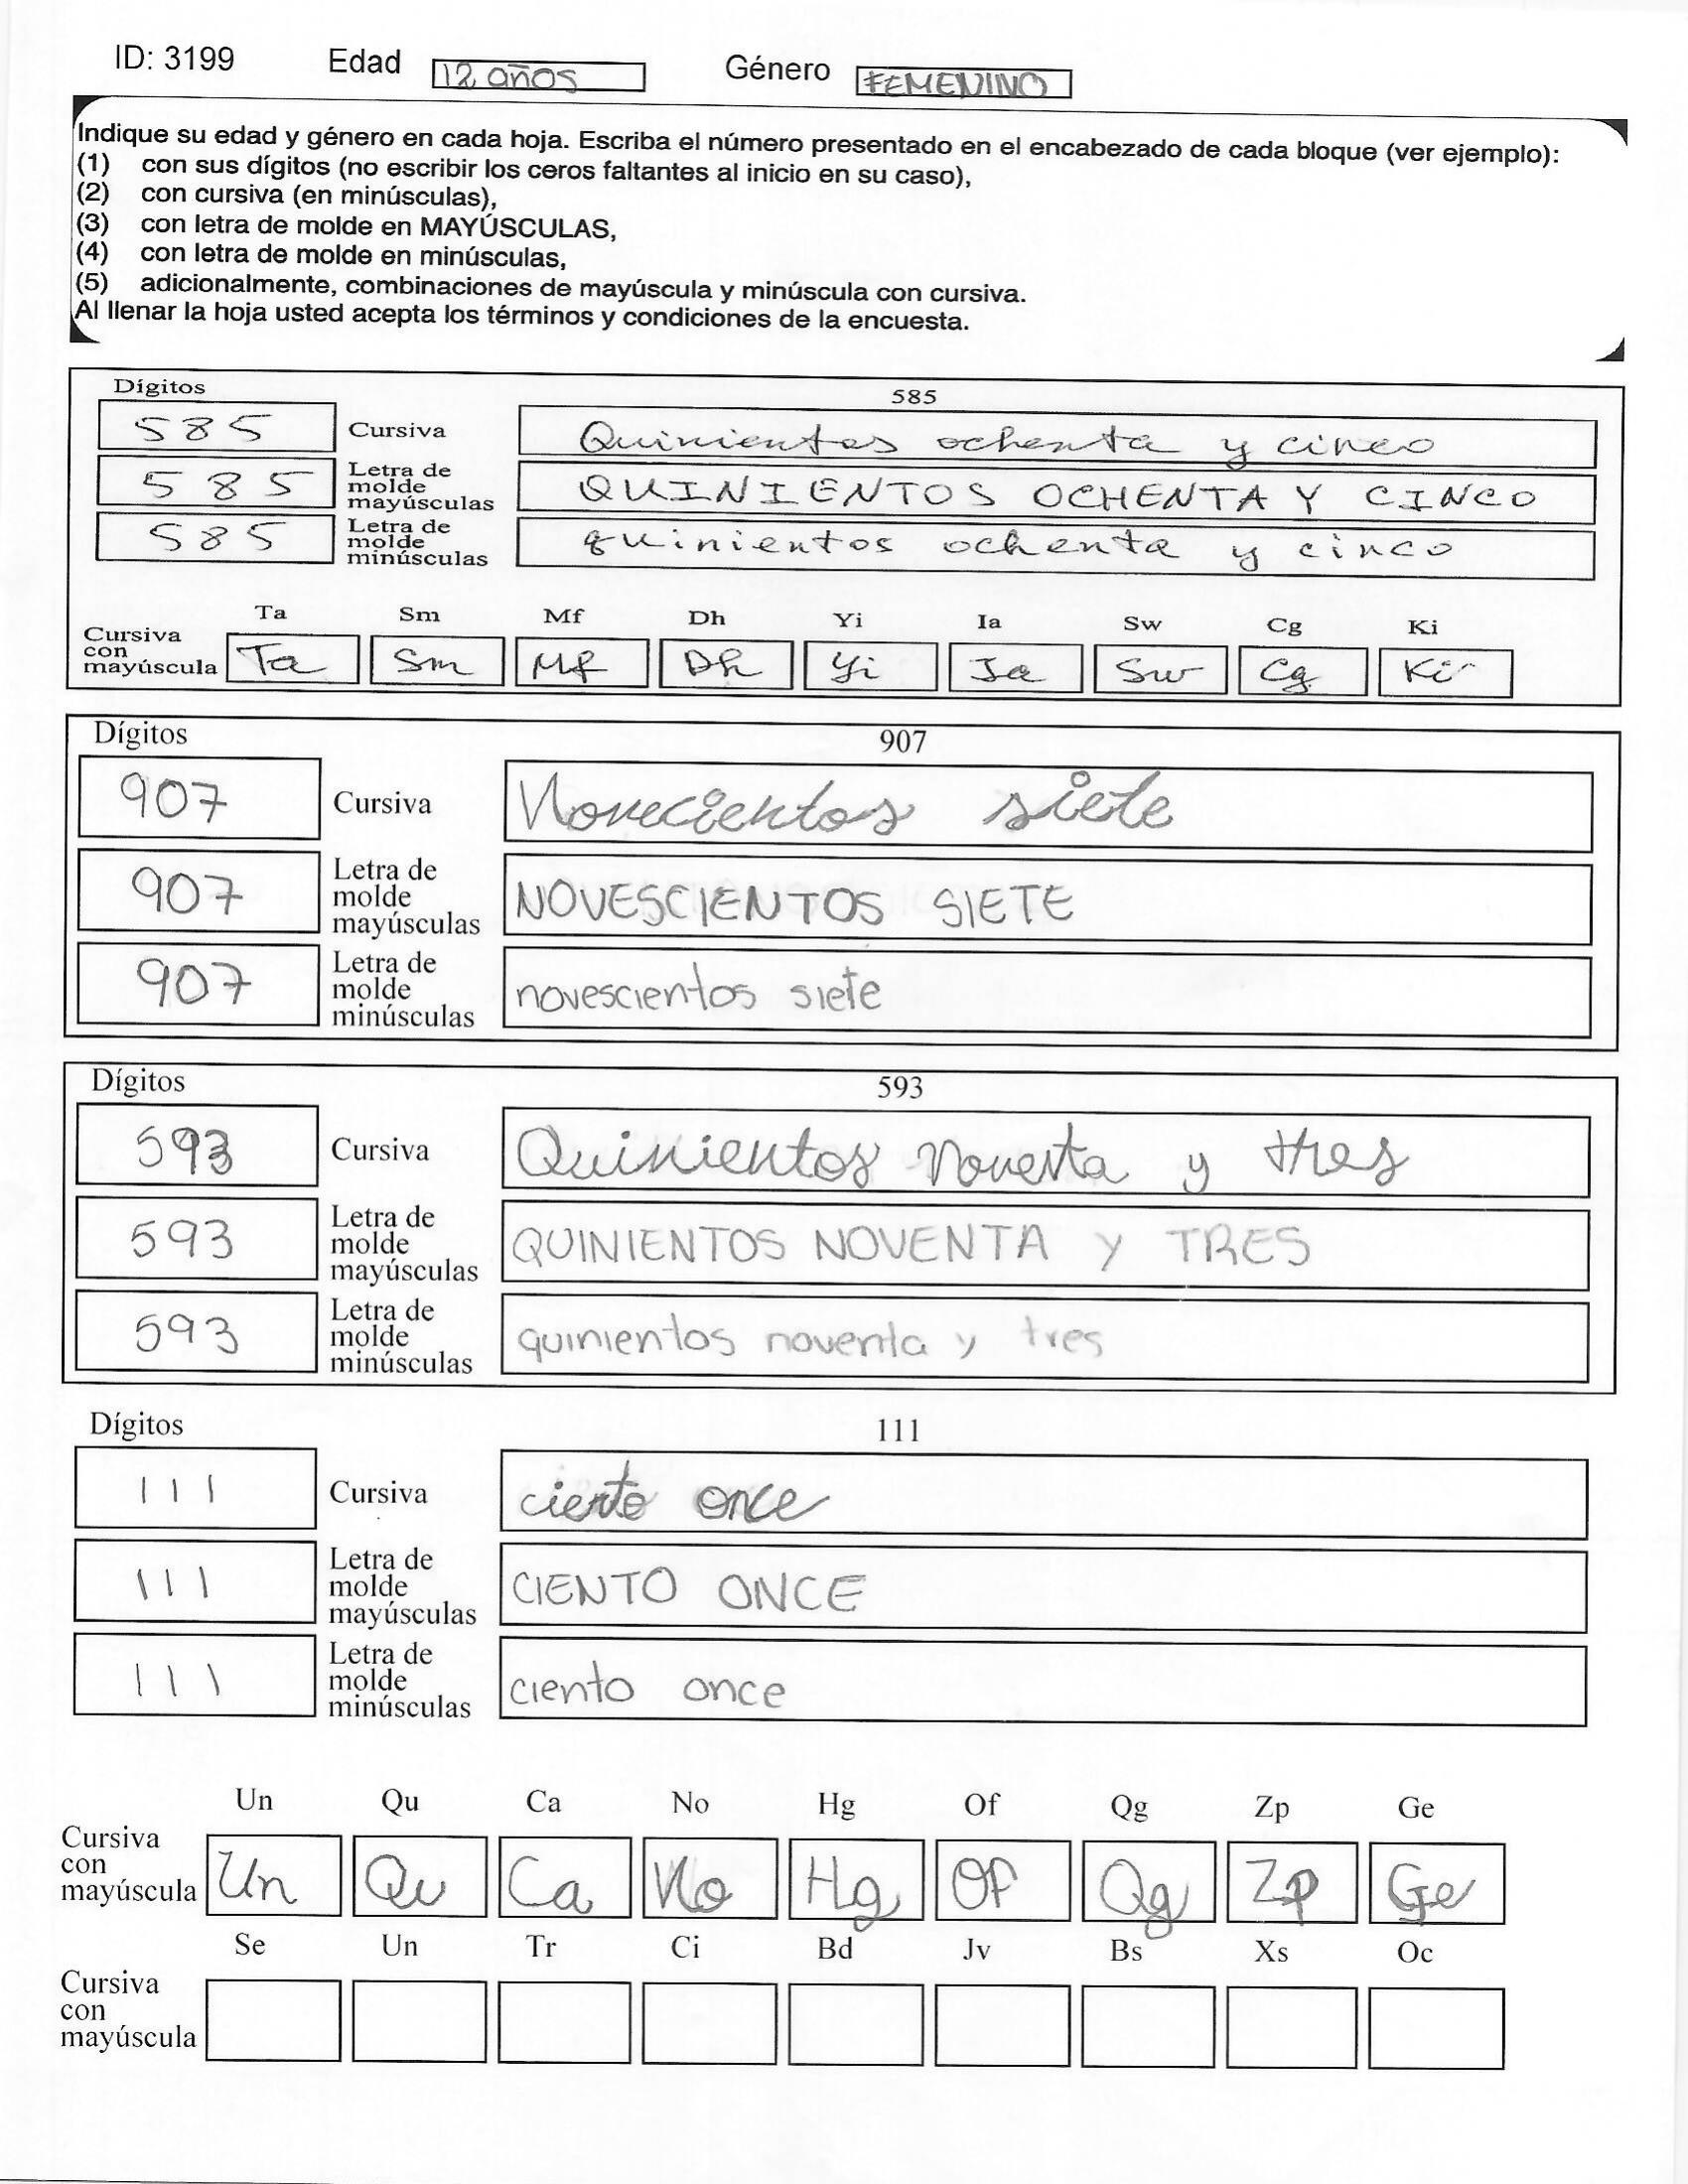 ID: 3199 Edad 12 años Género FEMENINO
Indique su edad y género en cada hoja. Escriba el número presentado en el encabezado de cada bloque (ver ejemplo):
(1) con sus dígitos (no escribir los ceros faltantes al inicio en su caso),
(2) con cursiva (en minúsculas),
(3) con letra de molde en MAYÚSCULAS,
(4) con letra de molde en minúsculas,
(5) adicionalmente, combinaciones de mayúscula y minúscula con cursiva.
Al llenar la hoja usted acepta los términos y condiciones de la encuesta.
Dígitos 585
585 Cursiva Quinientos ochenta y cinco
585 Letra de molde mayúsculas QUINIENTOS OCHENTA Y CINCO
585 Letra de molde minúsculas quinientos ochenta y cinco
Ta Sm Mf Dh Yi Ia Sw Cg Ki
Cursiva con mayúscula Ta Sm Mf Dh Yi Ia Sw Cg Ki
Dígitos 907
907 Cursiva Novecientos siete
907 Letra de molde mayúsculas NOVESCIENTOS SIETE
907 Letra de molde minúsculas novescientos siete
Dígitos 593
593 Cursiva Quinientos noventa y tres
593 Letra de molde mayúsculas QUINIENTOS NOVENTA Y TRES
593 Letra de molde minúsculas quinientos noventa y tres
Dígitos 111
111 Cursiva ciento once
111 Letra de molde mayúsculas CIENTO ONCE
111 Letra de molde minúsculas ciento once
Un Qu Ca No Hg Of Qg Zp Ge
Cursiva con mayúscula Un Qu Ca No Hg Of Qg Zp Ge
Se Un Tr Ci Bd Jv Bs Xs Oc
Cursiva con mayúscula